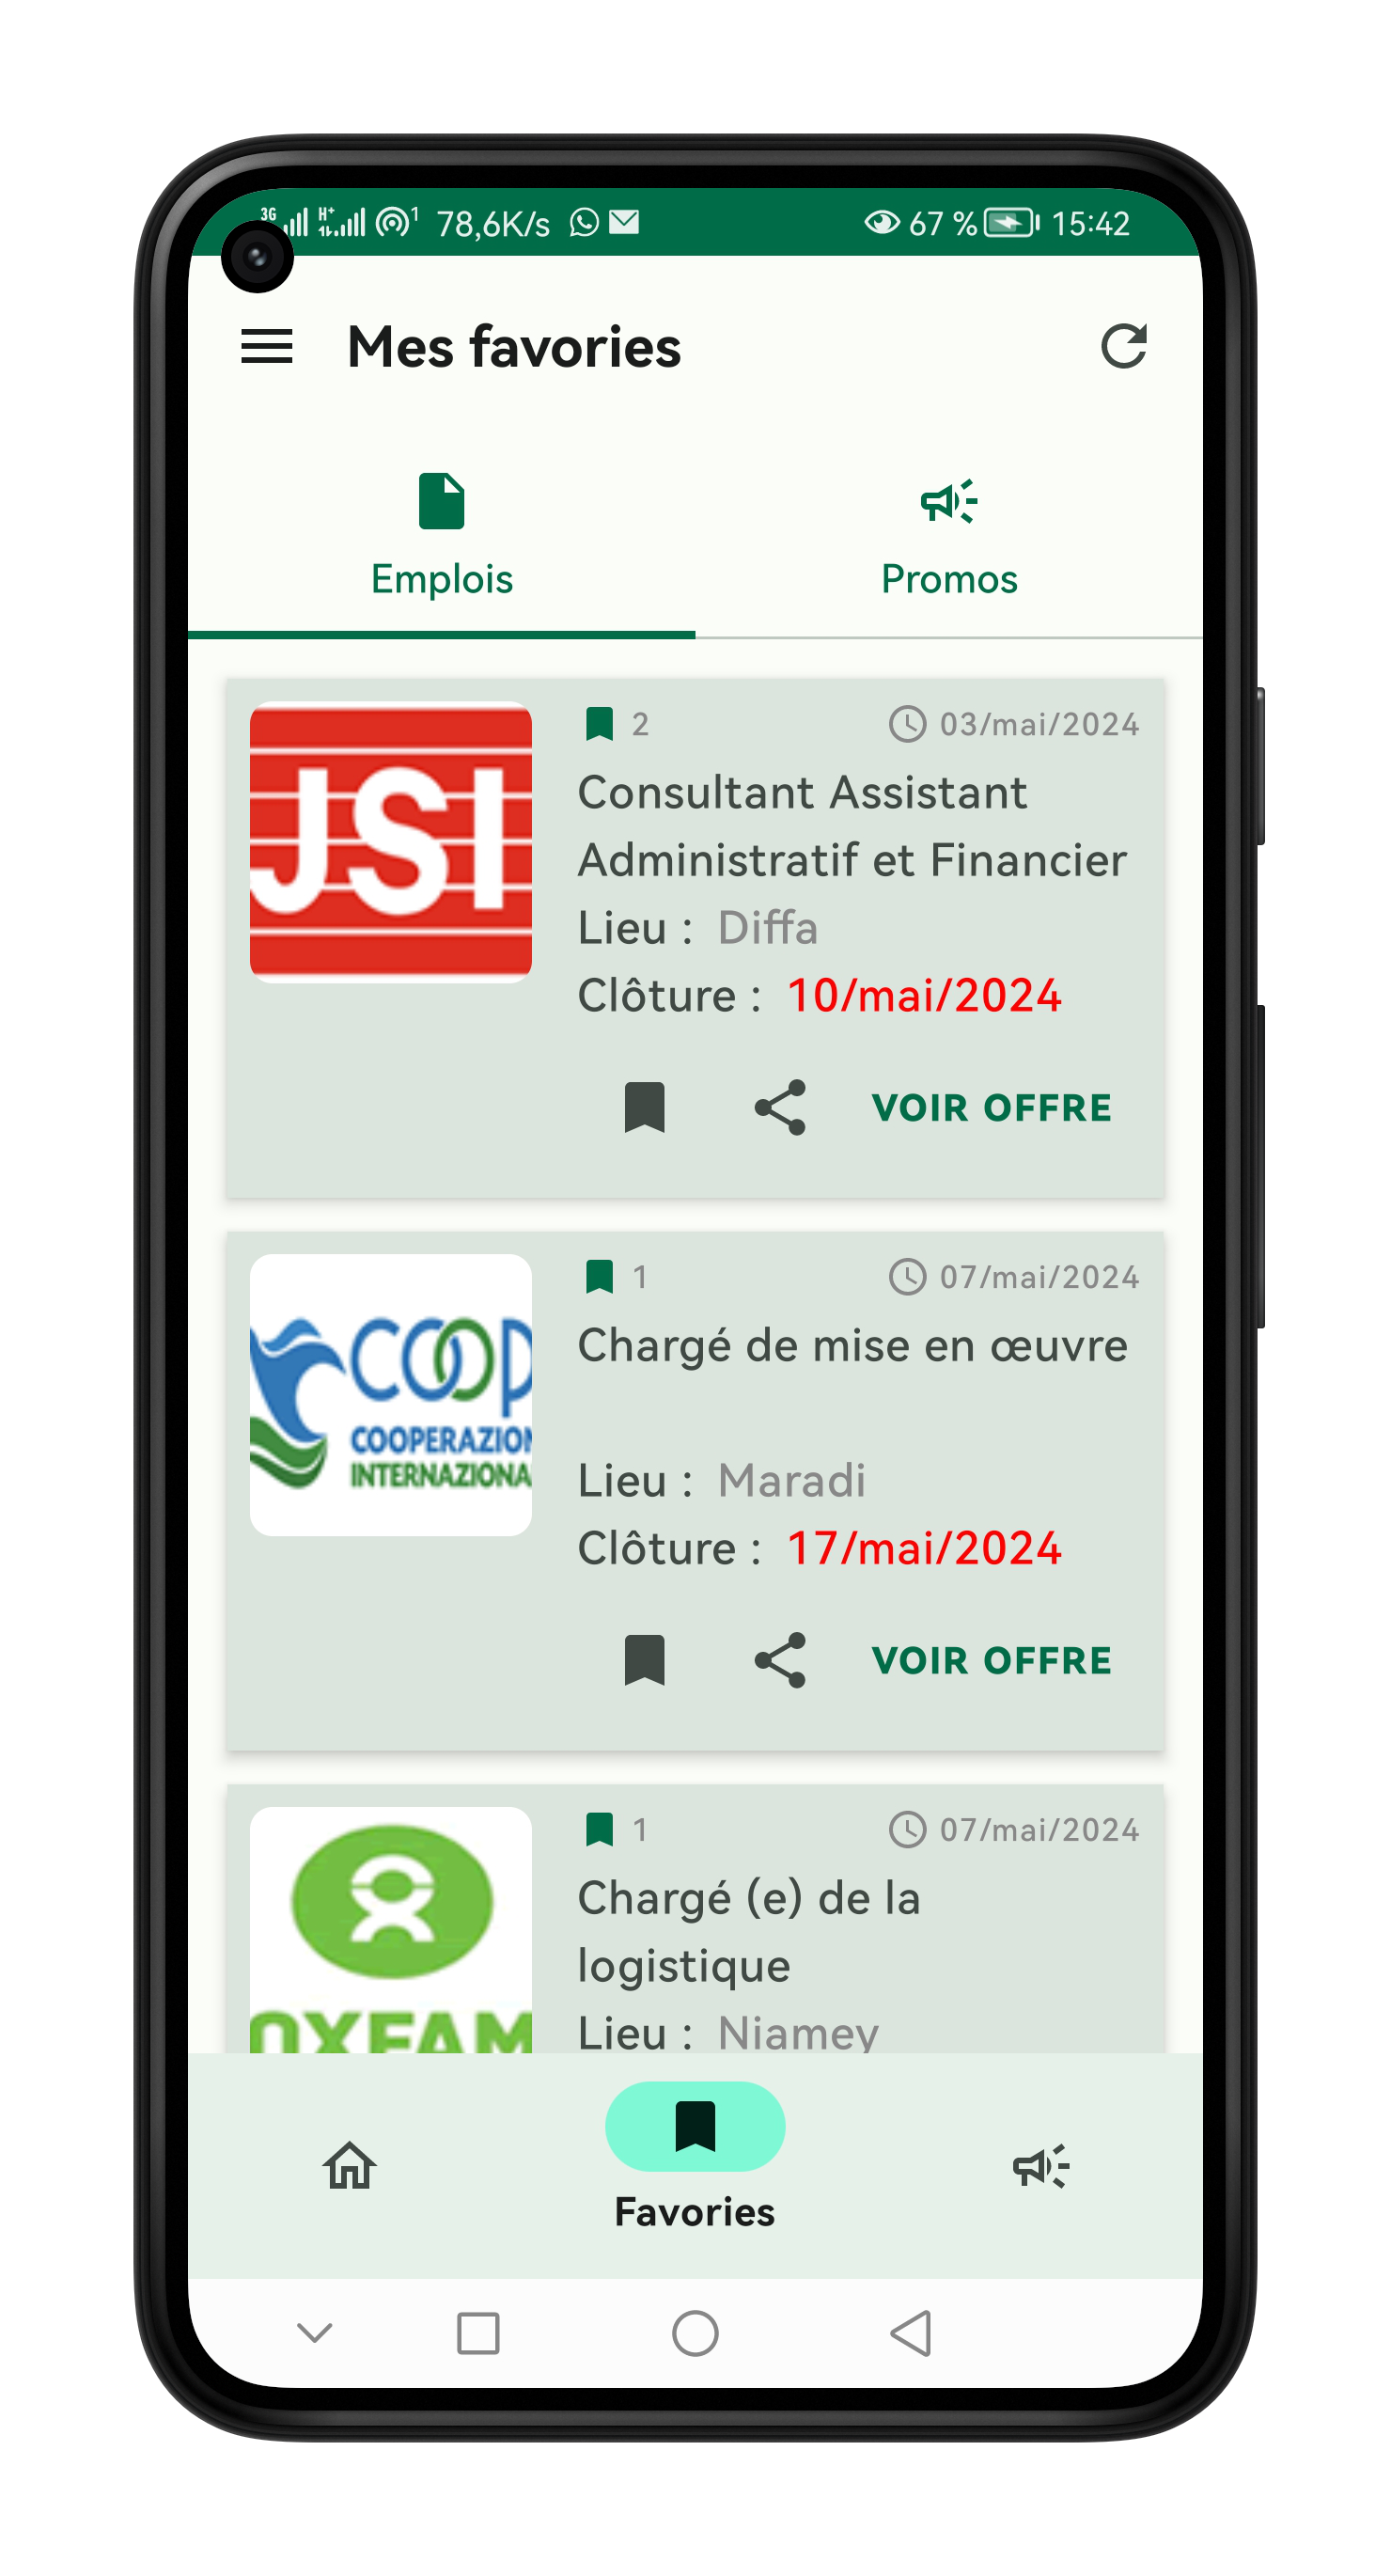 3G H+ 1 78,6K/s 67 % 15:42
Mes favories
Emplois Promos
JSI
2 03/mai/2024
Consultant Assistant
Administratif et Financier
Lieu : Diffa
Clôture : 10/mai/2024
VOIR OFFRE
COOP
COOPERAZION
INTERNAZIONA
1 07/mai/2024
Chargé de mise en œuvre
Lieu : Maradi
Clôture : 17/mai/2024
VOIR OFFRE
OXFAM
1 07/mai/2024
Chargé (e) de la
logistique
Lieu : Niamey
Favories